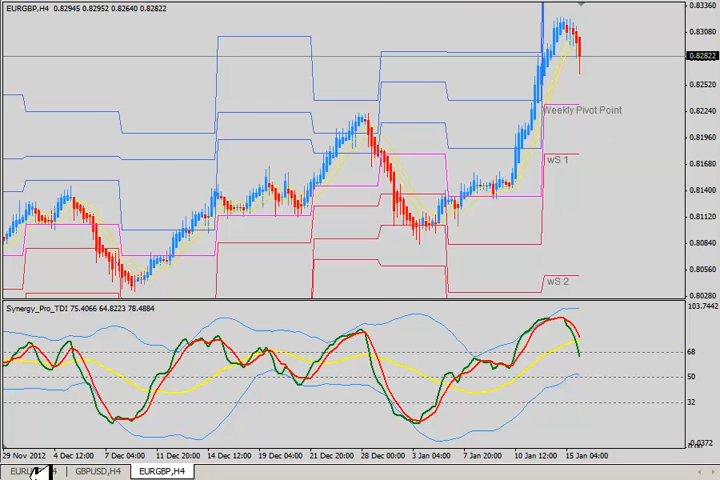 EURGBP,H4 0.82945 0.82952 0.82640 0.82822
0.83360
0.83080
0.82822
0.82520
0.82240
0.81960
0.81680
0.81400
0.81120
0.80840
0.80560
0.80280
Weekly Pivot Point
wS 1
wS 2
Synergy_Pro_TDI 75.4066 64.8223 78.4884
103.7442
68
50
32
-0.0372
29 Nov 2012 4 Dec 12:00 7 Dec 04:00 11 Dec 20:00 14 Dec 12:00 19 Dec 04:00 21 Dec 20:00 28 Dec 00:00 3 Jan 04:00 7 Jan 20:00 10 Jan 12:00 15 Jan 04:00
GBPUSD,H4 EURGBP,H4